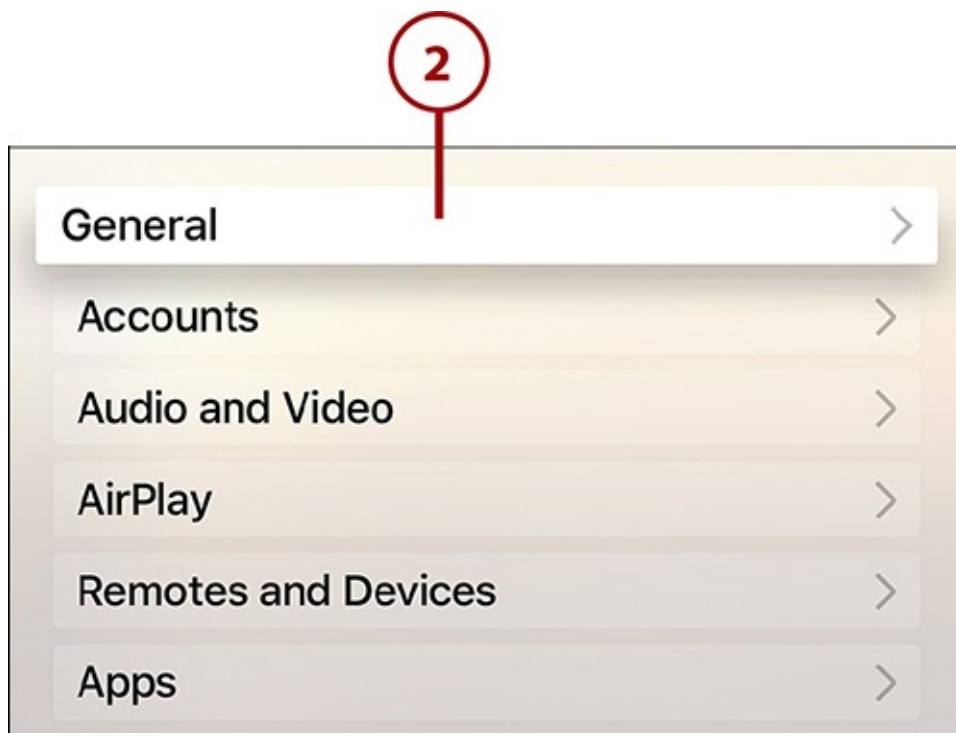 2
General
Accounts
Audio and Video
AirPlay
Remotes and Devices
Apps